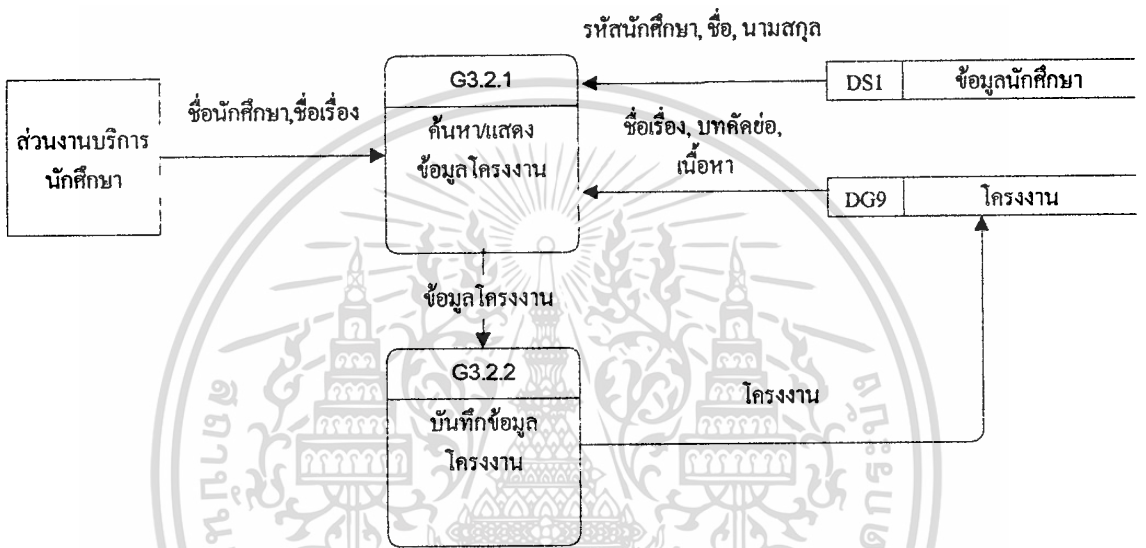 รหัสนักศึกษา, ชื่อ, นามสกุล
G3.2.1
DS1 ข้อมูลนักศึกษา
ชื่อนักศึกษา,ชื่อเรื่อง
ส่วนงานบริการ
นักศึกษา
ค้นหา/แสดง
ข้อมูลโครงงาน
ชื่อเรื่อง, บทคัดย่อ,
เนื้อหา
DG9 โครงงาน
ข้อมูลโครงงาน
G3.2.2
บันทึกข้อมูล
โครงงาน
โครงงาน